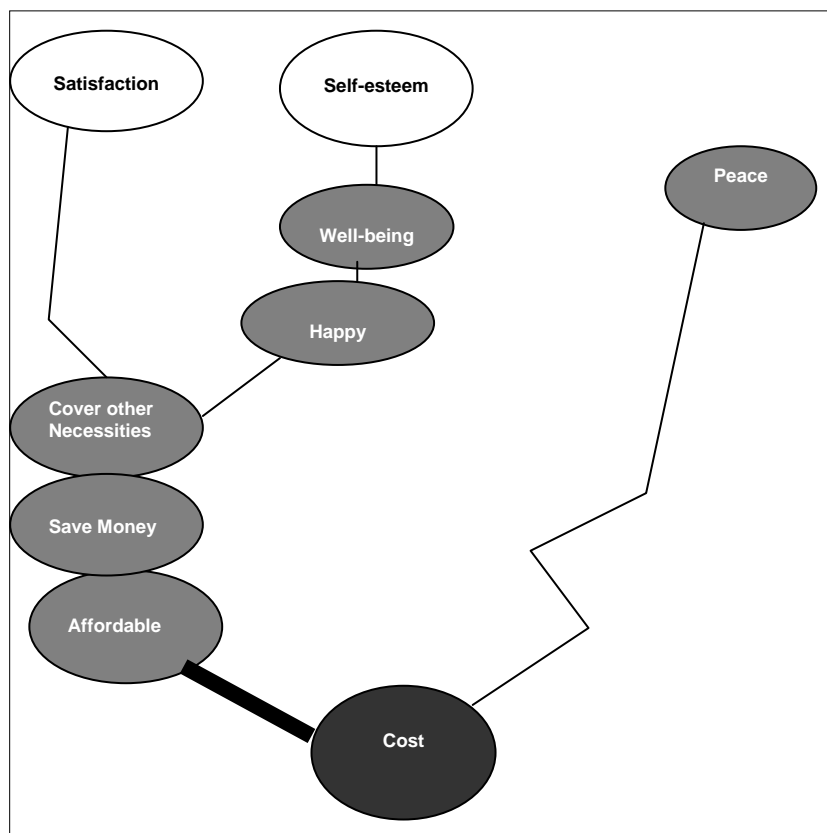 Satisfaction
Self-esteem
Peace
Well-being
Happy
Cover other
Necessities
Save Money
Affordable
Cost